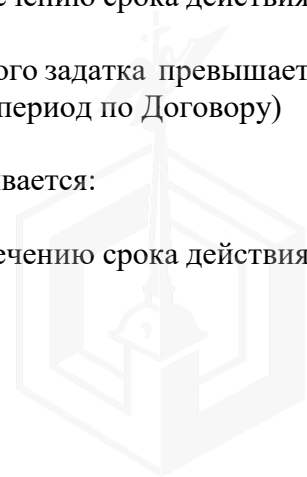 ечению срока действия
ого задатка превышает
период по Договору)
вается:
ечению срока действия